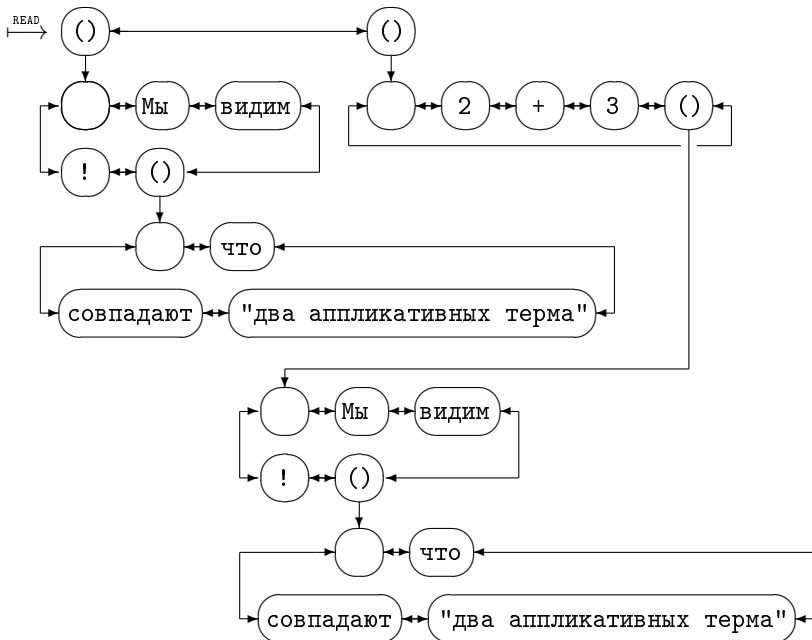 READ
() ()
Мы видим 2 + 3 ()
! ()
что
совпадают "два аппликативных терма"
Мы видим
! ()
что
совпадают "два аппликативных терма"